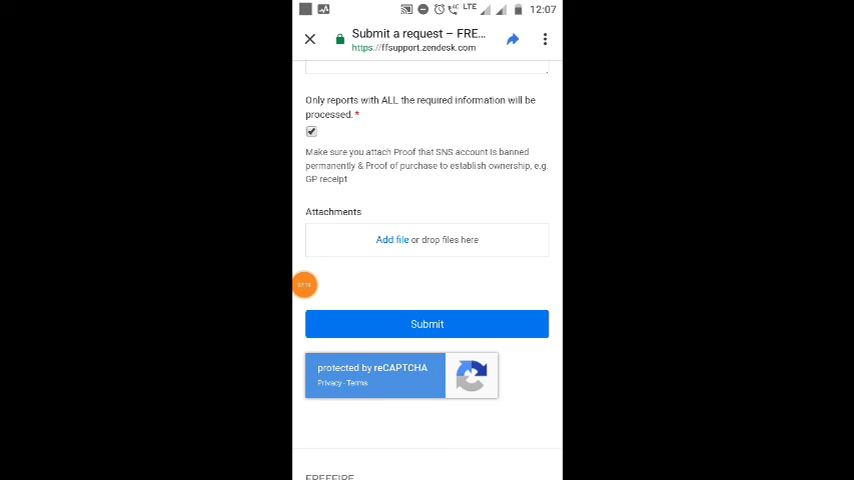 LTE 12:07
Submit a request – FRE...
https://ffsupport.zendesk.com
Only reports with ALL the required information will be
processed. *
Make sure you attach Proof that SNS account is banned
permanently & Proof of purchase to establish ownership, e.g.
GP receipt
Attachments
Add file or drop files here
Submit
protected by reCAPTCHA
Privacy - Terms
FREEFIRE